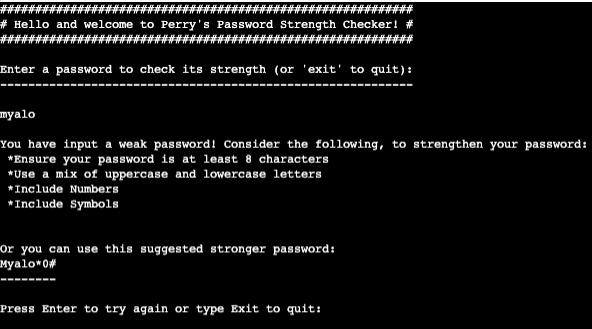 ###########################################################
# Hello and welcome to Perry's Password Strength Checker! #
###########################################################
Enter a password to check its strength (or 'exit' to quit):
-----------------------------------------------------------
myalo
You have input a weak password! Consider the following, to strengthen your password:
*Ensure your password is at least 8 characters
*Use a mix of uppercase and lowercase letters
*Include Numbers
*Include Symbols
Or you can use this suggested stronger password:
Myalo*0#
--------
Press Enter to try again or type Exit to quit: